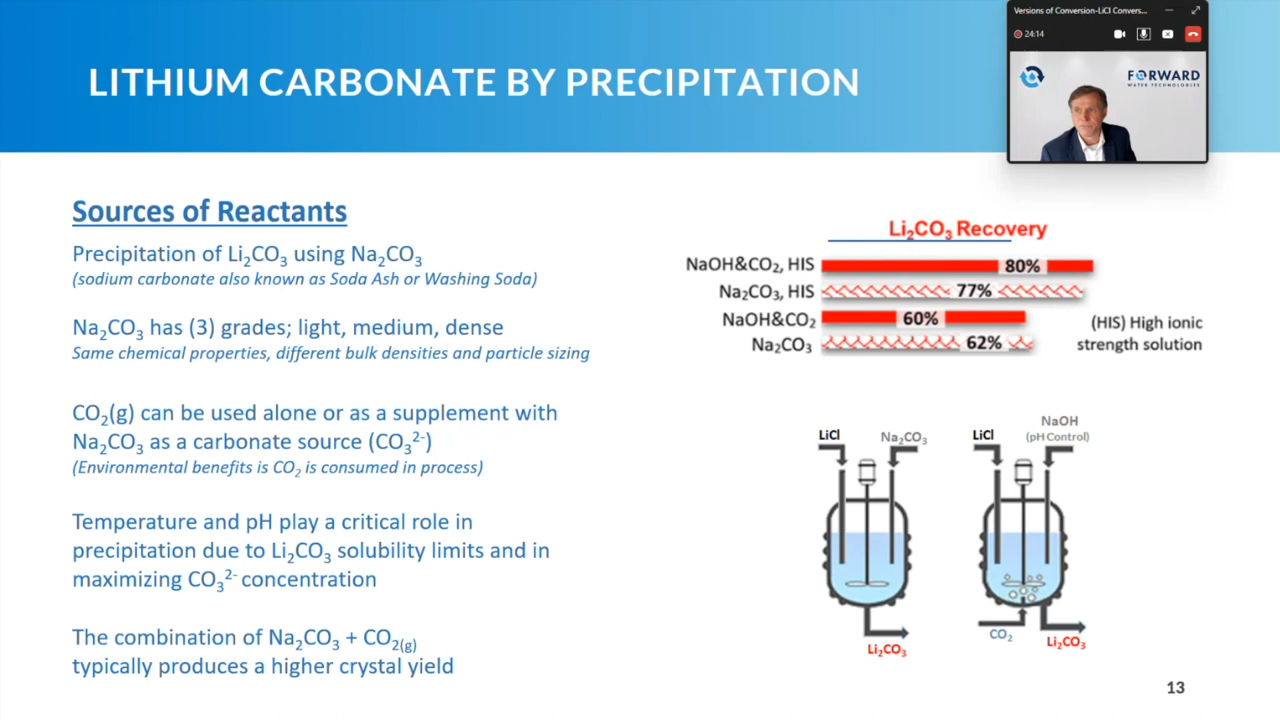 Versions of Conversion-LiCl Convers...
24:14
FORWARD
WATER TECHNOLOGIES
LITHIUM CARBONATE BY PRECIPITATION
Sources of Reactants
Precipitation of Li₂CO₃ using Na₂CO₃
(sodium carbonate also known as Soda Ash or Washing Soda)
Na₂CO₃ has (3) grades; light, medium, dense
Same chemical properties, different bulk densities and particle sizing
CO₂(g) can be used alone or as a supplement with
Na₂CO₃ as a carbonate source (CO₃²⁻)
(Environmental benefits is CO₂ is consumed in process)
Temperature and pH play a critical role in
precipitation due to Li₂CO₃ solubility limits and in
maximizing CO₃²⁻ concentration
The combination of Na₂CO₃ + CO₂₍g₎
typically produces a higher crystal yield
Li₂CO₃ Recovery
NaOH&CO₂, HIS 80%
Na₂CO₃, HIS 77%
NaOH&CO₂ 60%
Na₂CO₃ 62%
(HIS) High ionic
strength solution
LiCl
Na₂CO₃
Li₂CO₃
LiCl
NaOH
(pH Control)
CO₂
Li₂CO₃
13